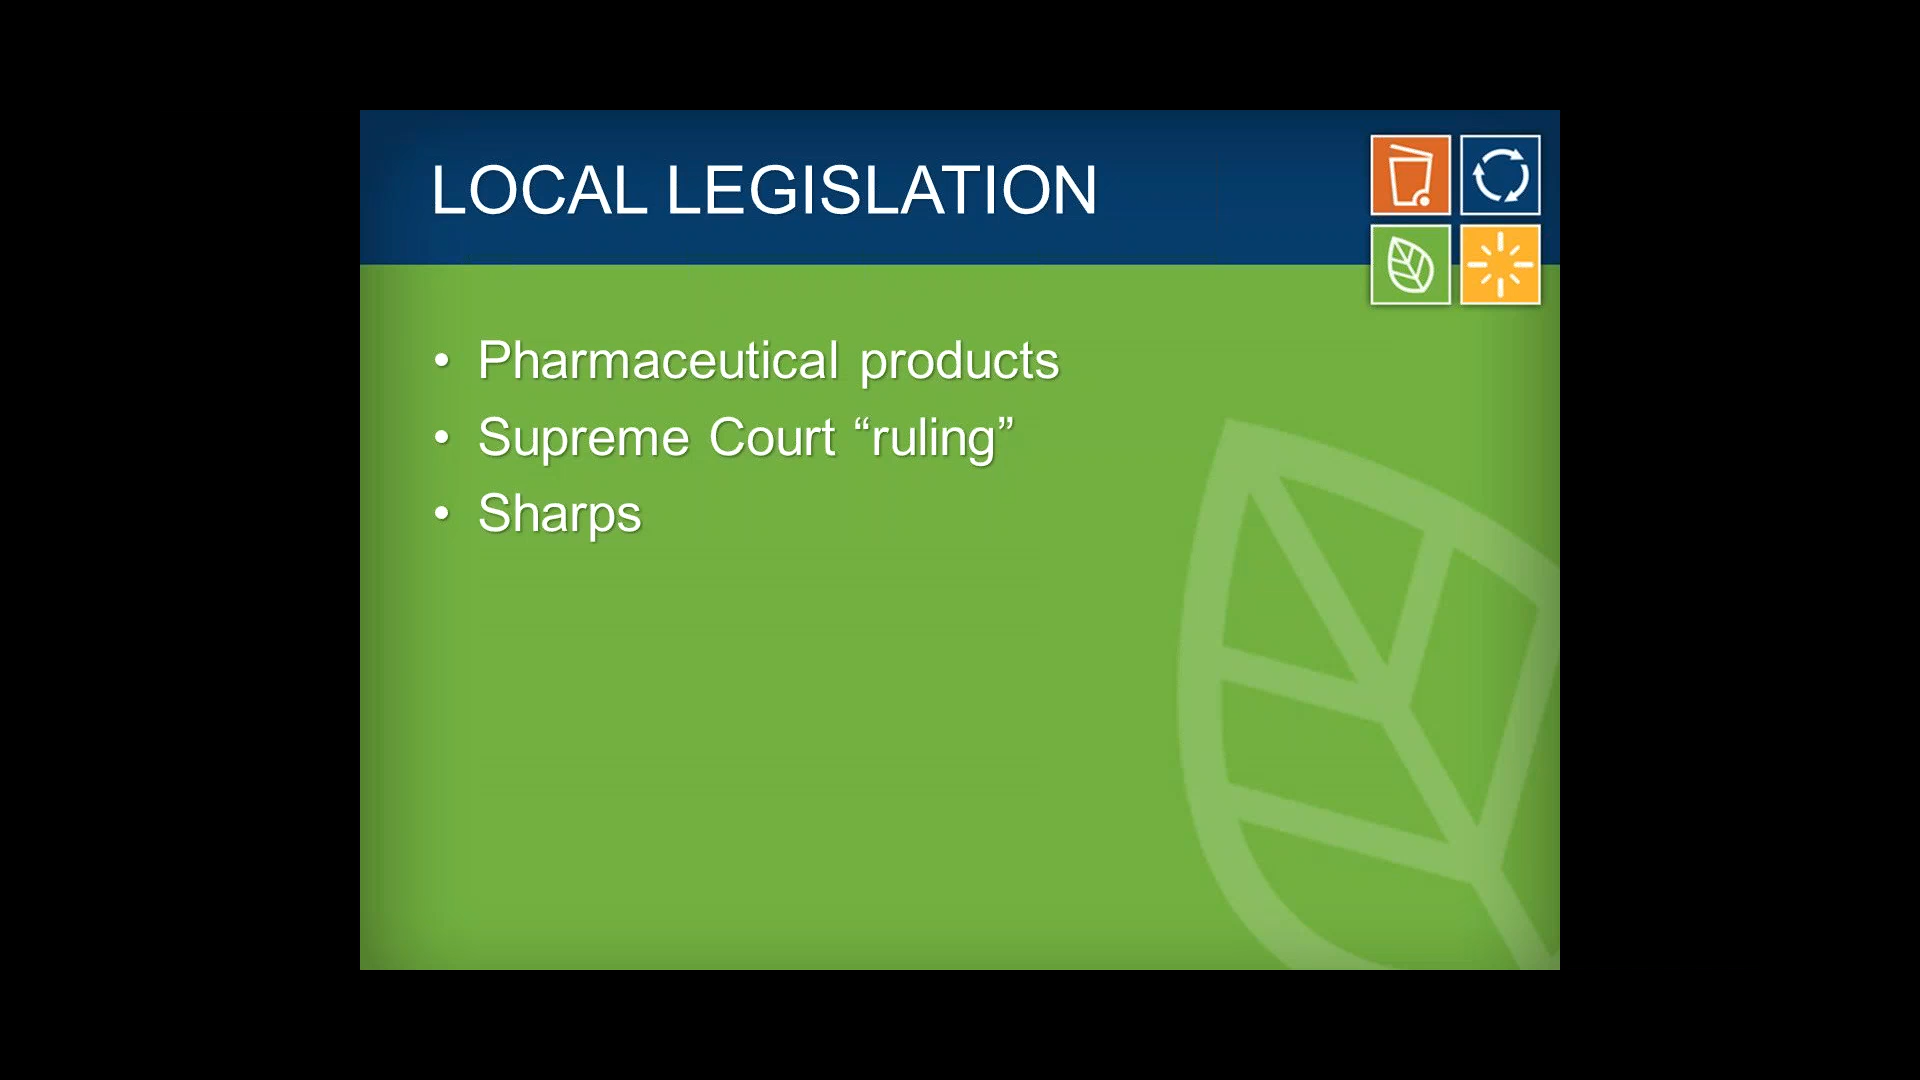 LOCAL LEGISLATION
• Pharmaceutical products
• Supreme Court “ruling”
• Sharps